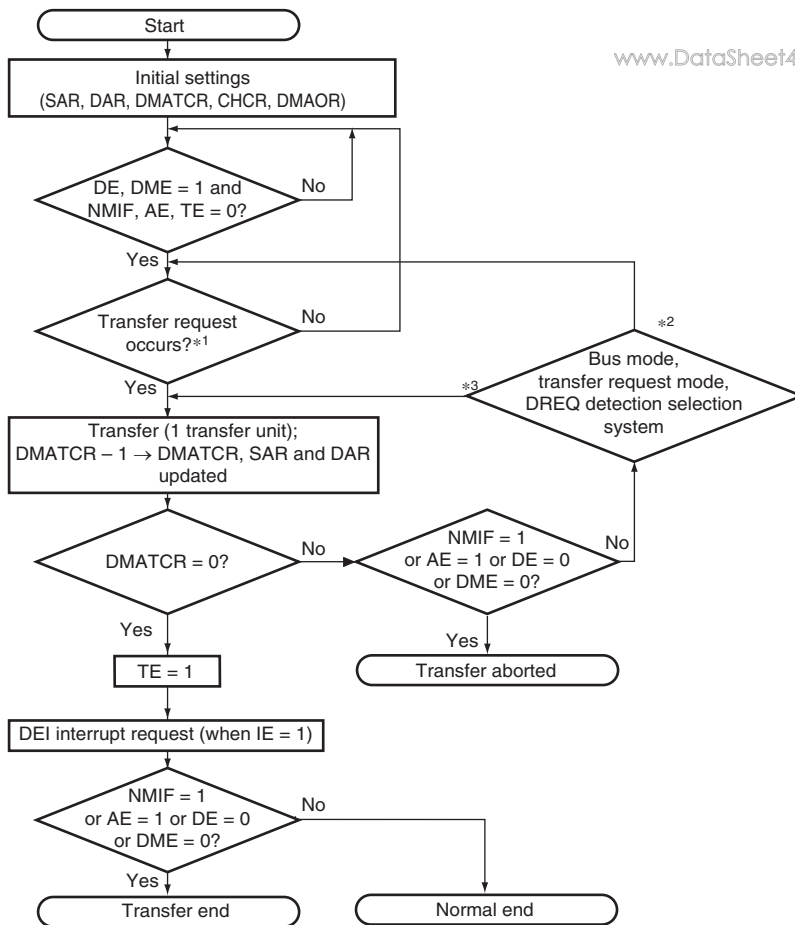 Start
www.DataSheet4
Initial settings
(SAR, DAR, DMATCR, CHCR, DMAOR)
DE, DME = 1 and
NMIF, AE, TE = 0?
No
Yes
Transfer request
occurs?*1
No
Yes
*2
*3
Bus mode,
transfer request mode,
DREQ detection selection
system
Transfer (1 transfer unit);
DMATCR – 1 → DMATCR, SAR and DAR
updated
DMATCR = 0?
No
NMIF = 1
or AE = 1 or DE = 0
or DME = 0?
No
Yes
Yes
TE = 1
Transfer aborted
DEI interrupt request (when IE = 1)
NMIF = 1
or AE = 1 or DE = 0
or DME = 0?
No
Yes
Transfer end
Normal end